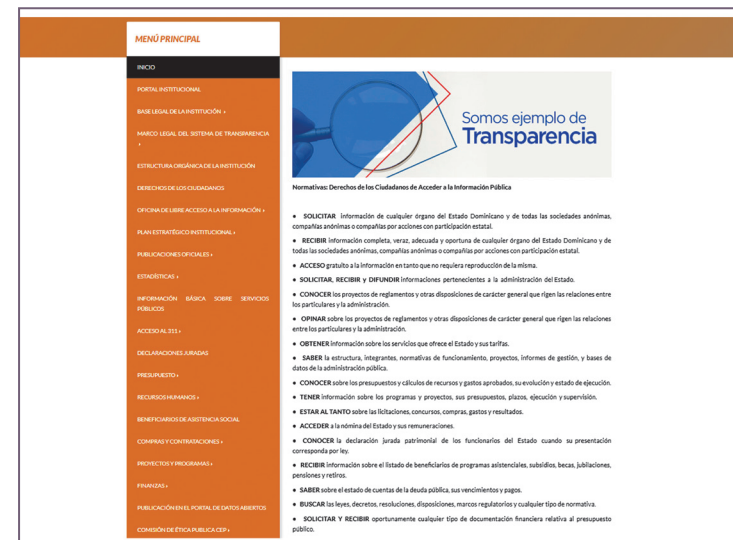 MENÚ PRINCIPAL
INICIO
PORTAL INSTITUCIONAL
BASE LEGAL DE LA INSTITUCIÓN ›
MARCO LEGAL DEL SISTEMA DE TRANSPARENCIA
›
ESTRUCTURA ORGÁNICA DE LA INSTITUCIÓN
DERECHOS DE LOS CIUDADANOS
OFICINA DE LIBRE ACCESO A LA INFORMACIÓN ›
PLAN ESTRATÉGICO INSTITUCIONAL ›
PUBLICACIONES OFICIALES ›
ESTADÍSTICAS ›
INFORMACIÓN BÁSICA SOBRE SERVICIOS
PÚBLICOS
ACCESO AL 311 ›
DECLARACIONES JURADAS
PRESUPUESTO ›
RECURSOS HUMANOS ›
BENEFICIARIOS DE ASISTENCIA SOCIAL
COMPRAS Y CONTRATACIONES ›
PROYECTOS Y PROGRAMAS ›
FINANZAS ›
PUBLICACIÓN EN EL PORTAL DE DATOS ABIERTOS
COMISIÓN DE ÉTICA PUBLICA CEP ›
Somos ejemplo de
Transparencia
Normativas: Derechos de los Ciudadanos de Acceder a la Información Pública
● SOLICITAR información de cualquier órgano del Estado Dominicano y de todas las sociedades anónimas,
compañías anónimas o compañías por acciones con participación estatal.
● RECIBIR información completa, veraz, adecuada y oportuna de cualquier órgano del Estado Dominicano y de
todas las sociedades anónimas, compañías anónimas o compañías por acciones con participación estatal.
● ACCESO gratuito a la información en tanto que no requiera reproducción de la misma.
● SOLICITAR, RECIBIR y DIFUNDIR informaciones pertenecientes a la administración del Estado.
● CONOCER los proyectos de reglamentos y otras disposiciones de carácter general que rigen las relaciones entre
los particulares y la administración.
● OPINAR sobre los proyectos de reglamentos y otras disposiciones de carácter general que rigen las relaciones
entre los particulares y la administración.
● OBTENER información sobre los servicios que ofrece el Estado y sus tarifas.
● SABER la estructura, integrantes, normativas de funcionamiento, proyectos, informes de gestión, y bases de
datos de la administración pública.
● CONOCER sobre los presupuestos y cálculos de recursos y gastos aprobados, su evolución y estado de ejecución.
● TENER información sobre los programas y proyectos, sus presupuestos, plazos, ejecución y supervisión.
● ESTAR AL TANTO sobre las licitaciones, concursos, compras, gastos y resultados.
● ACCEDER a la nómina del Estado y sus remuneraciones.
● CONOCER la declaración jurada patrimonial de los funcionarios del Estado cuando su presentación
corresponda por ley.
● RECIBIR información sobre el listado de beneficiarios de programas asistenciales, subsidios, becas, jubilaciones,
pensiones y retiros.
● SABER sobre el estado de cuentas de la deuda pública, sus vencimientos y pagos.
● BUSCAR las leyes, decretos, resoluciones, disposiciones, marcos regulatorios y cualquier tipo de normativa.
● SOLICITAR Y RECIBIR oportunamente cualquier tipo de documentación financiera relativa al presupuesto
público.